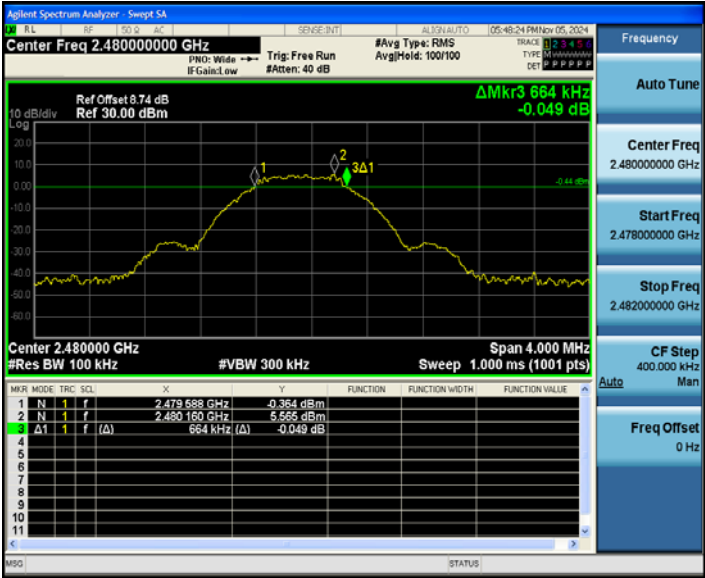 Agilent Spectrum Analyzer - Swept SA
RL RF 50 Ω AC SENSE:INT ALIGN AUTO 05:48:24 PM Nov 05, 2024
Center Freq 2.480000000 GHz
PNO: Wide
IFGain:Low
Trig: Free Run
#Atten: 40 dB
#Avg Type: RMS
Avg|Hold: 100/100
TRACE 1 2 3 4 5 6
TYPE
DET P P P P P P
ΔMkr3 664 kHz
-0.049 dB
Ref Offset 8.74 dB
10 dB/div Ref 30.00 dBm
Log
20.0
10.0
0.00
-10.0
-20.0
-30.0
-40.0
-50.0
-60.0
1
2
3Δ1
-0.44 dBm
Center 2.480000 GHz Span 4.000 MHz
#Res BW 100 kHz #VBW 300 kHz Sweep 1.000 ms (1001 pts)
MKR MODE TRC SCL X Y FUNCTION FUNCTION WIDTH FUNCTION VALUE
1 N 1 f 2.479 588 GHz -0.364 dBm
2 N 1 f 2.480 160 GHz 5.565 dBm
3 Δ1 1 f (Δ) 664 kHz (Δ) -0.049 dB
4
5
6
7
8
9
10
11
MSG STATUS
Frequency
Auto Tune
Center Freq
2.480000000 GHz
Start Freq
2.478000000 GHz
Stop Freq
2.482000000 GHz
CF Step
400.000 kHz
Auto Man
Freq Offset
0 Hz